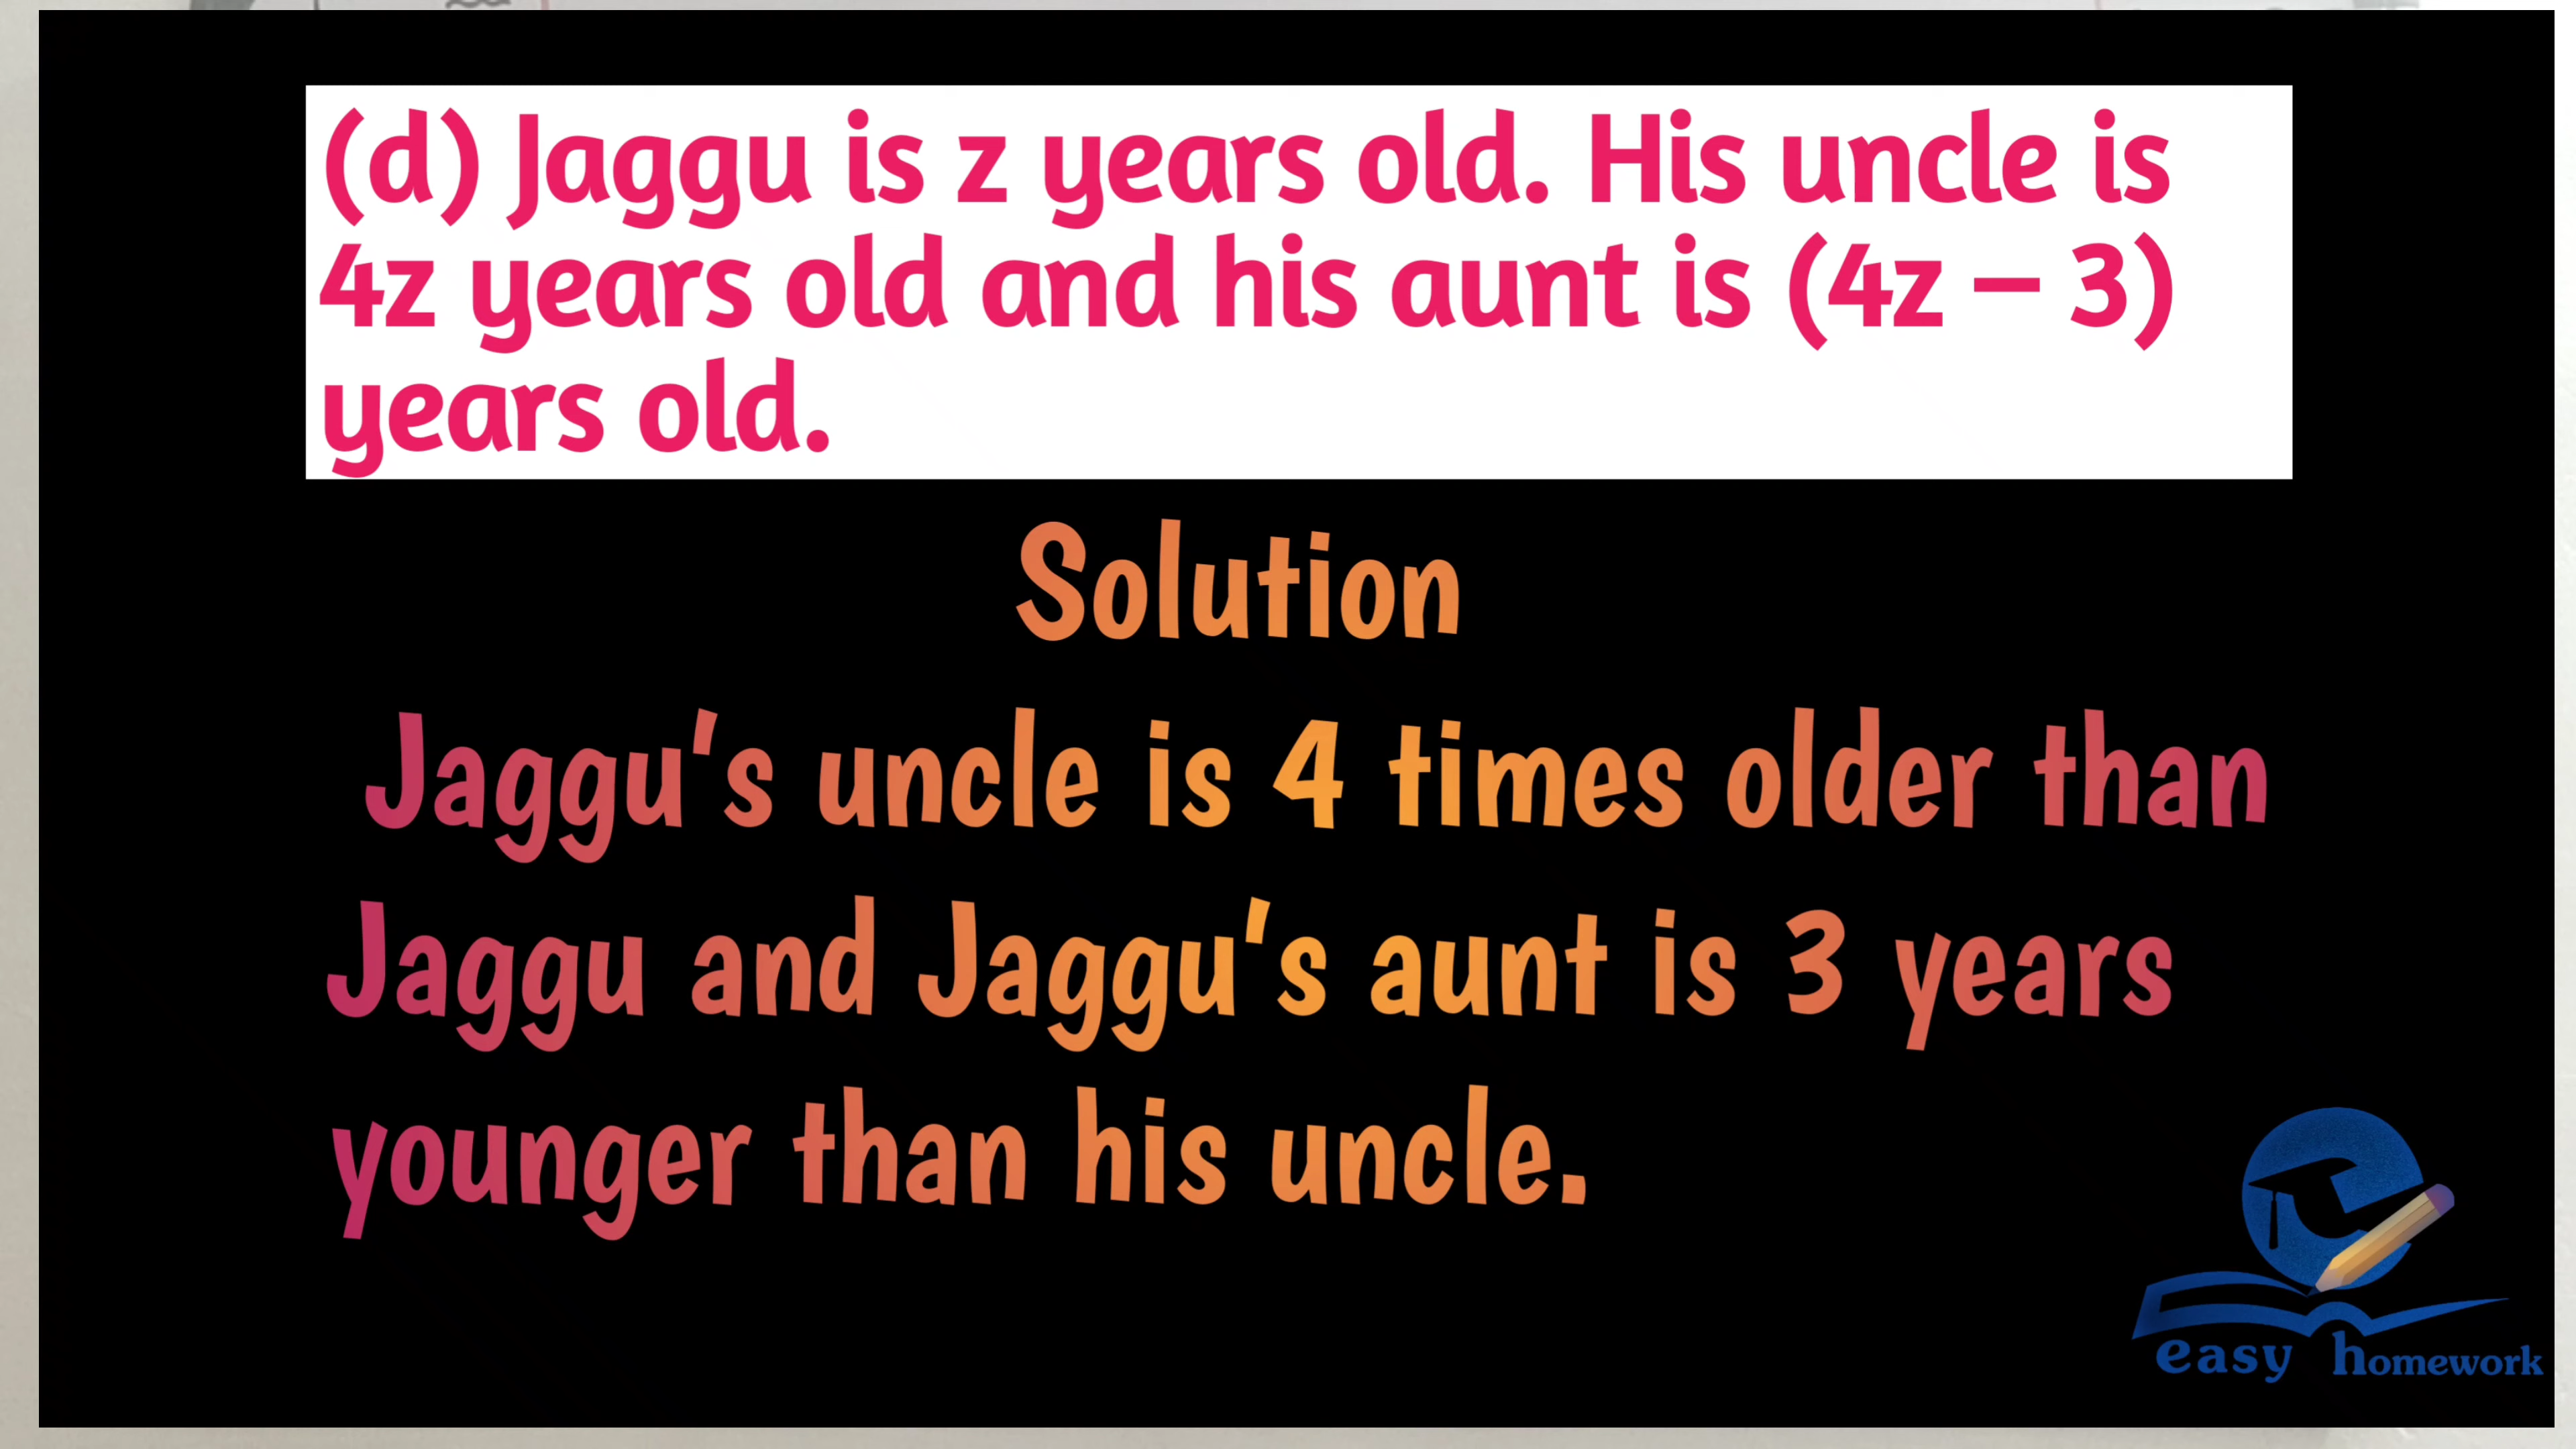 (d) Jaggu is z years old. His uncle is
4z years old and his aunt is (4z – 3)
years old.
Solution
Jaggu's uncle is 4 times older than
Jaggu and Jaggu's aunt is 3 years
younger than his uncle.
easy homework